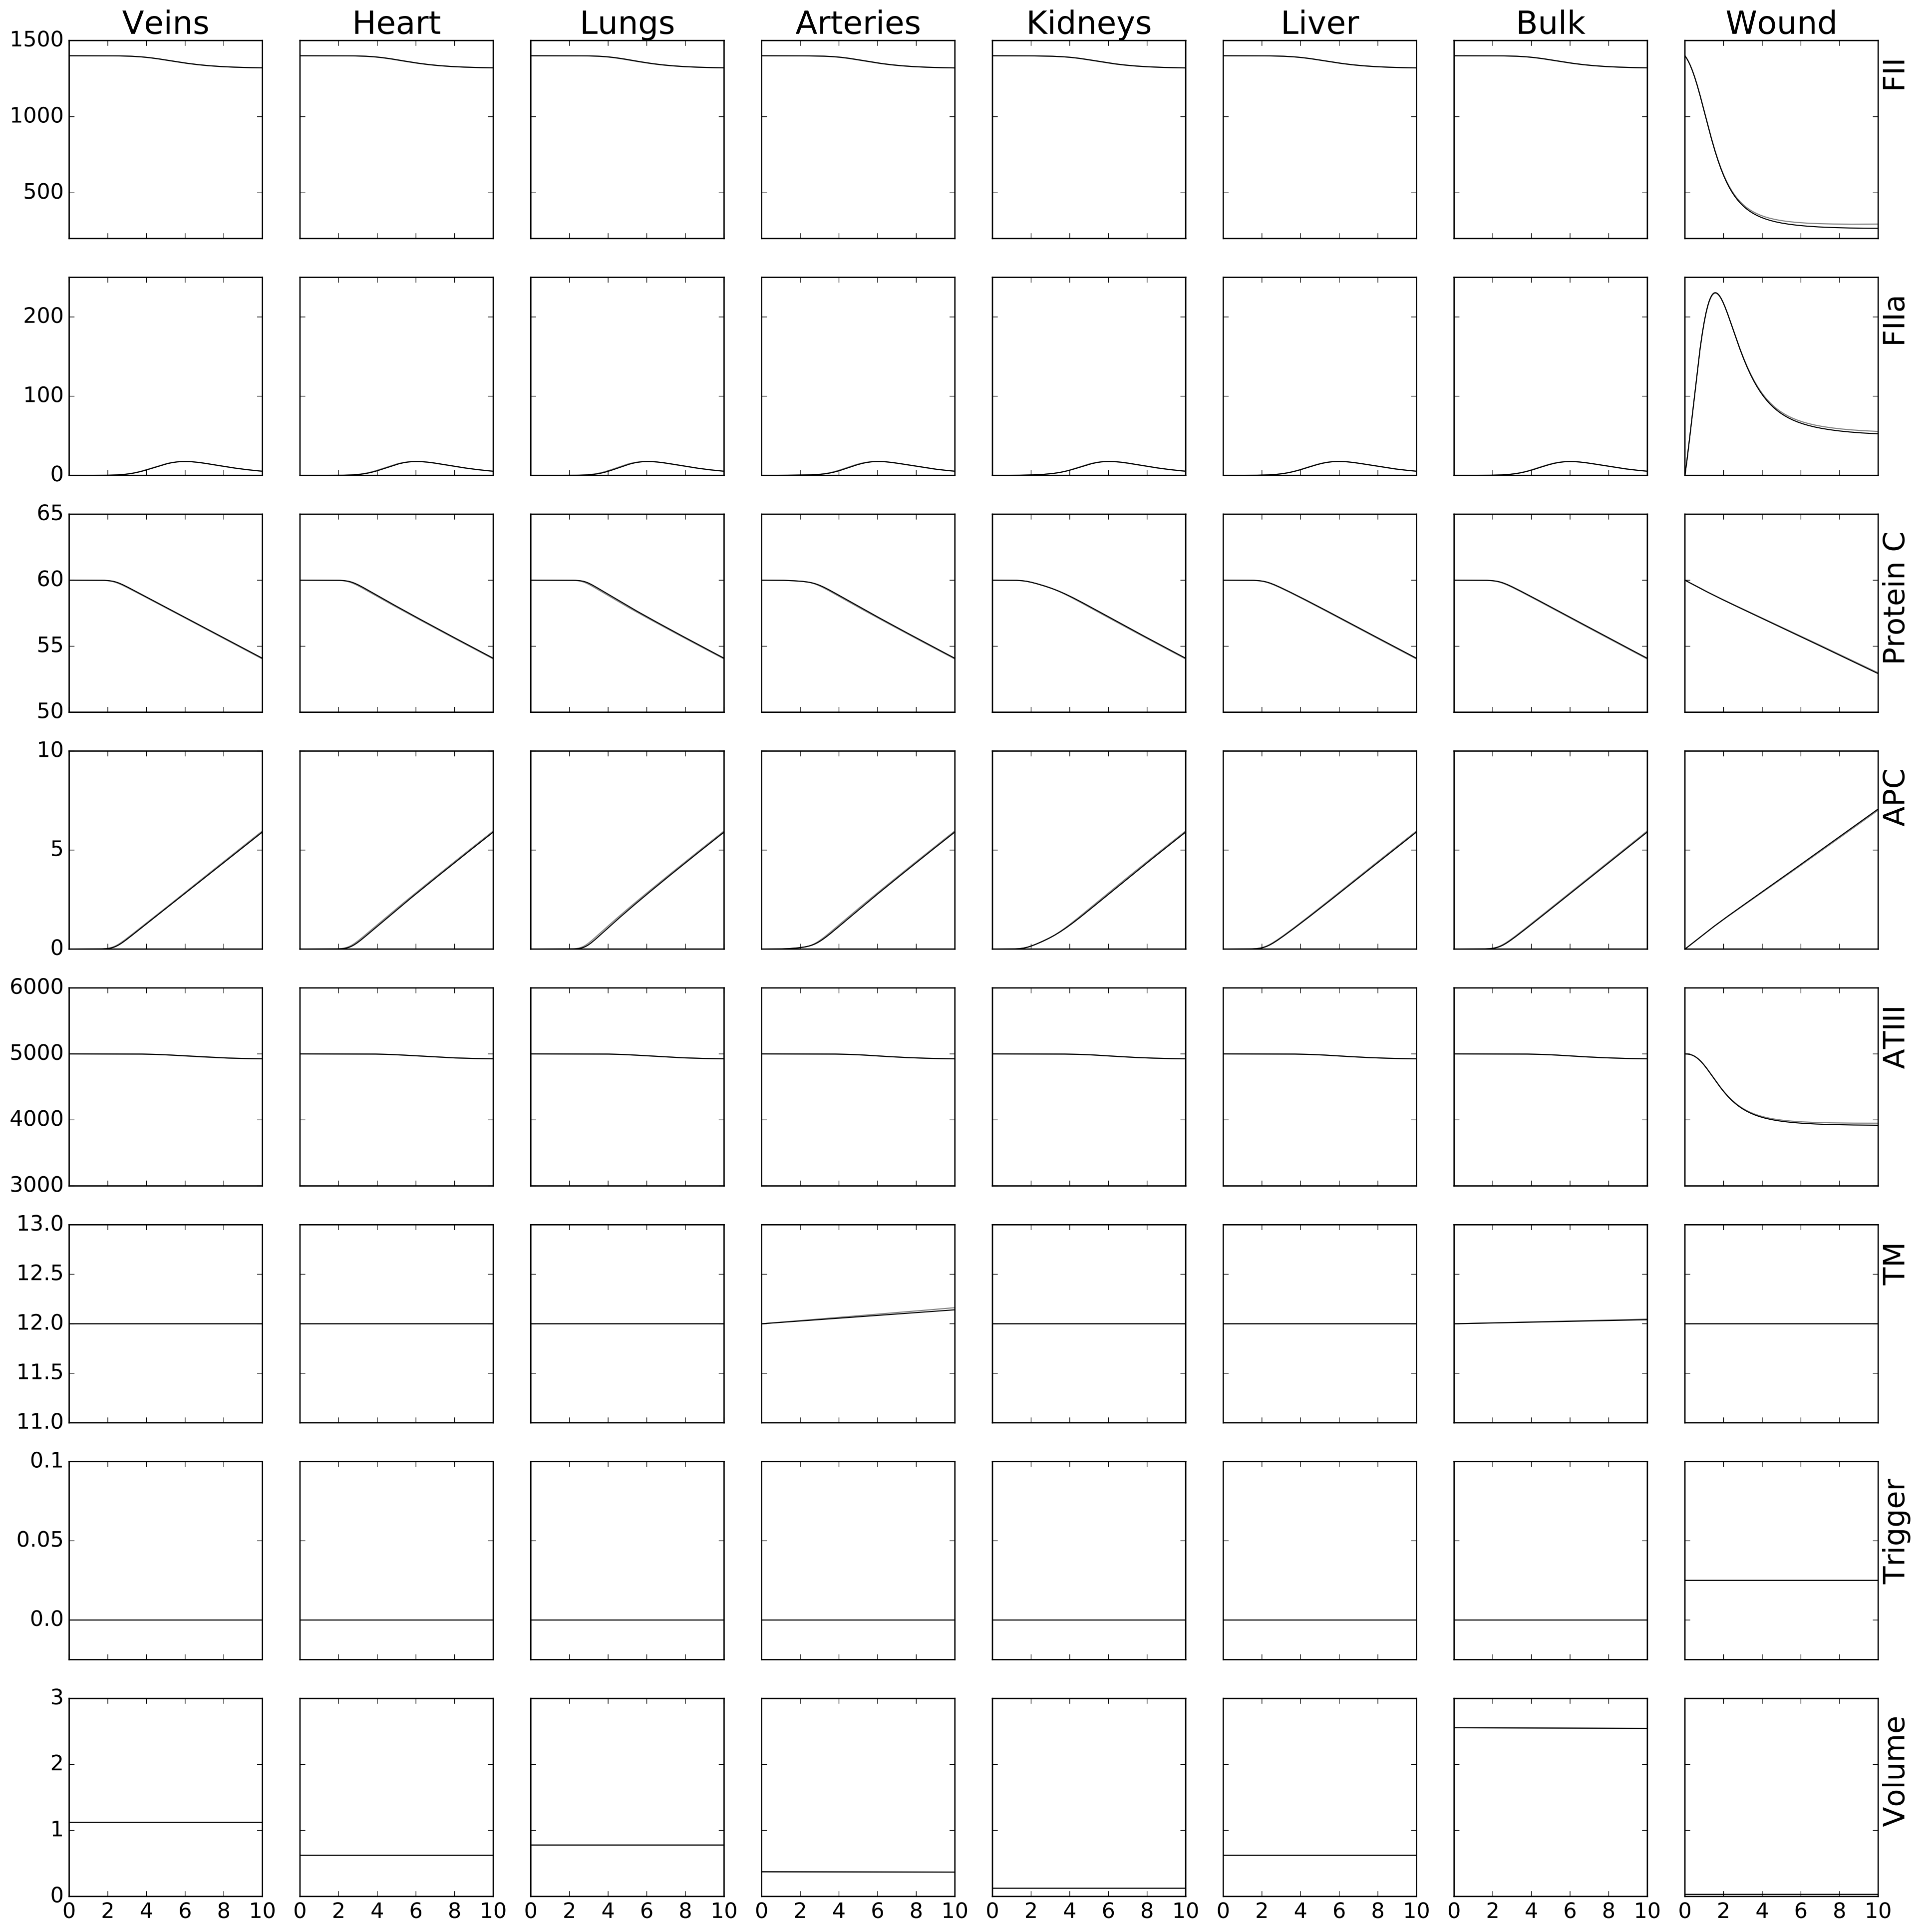 Veins Heart Lungs Arteries Kidneys Liver Bulk Wound
1500
1000
500
FII
200
100
0
FIIa
65
60
55
50
Protein C
10
5
0
APC
6000
5000
4000
3000
ATIII
13.0
12.5
12.0
11.5
11.0
TM
0.1
0.05
0.0
Trigger
3
2
1
0
Volume
0 2 4 6 8 10 0 2 4 6 8 10 0 2 4 6 8 10 0 2 4 6 8 10 0 2 4 6 8 10 0 2 4 6 8 10 0 2 4 6 8 10 0 2 4 6 8 10